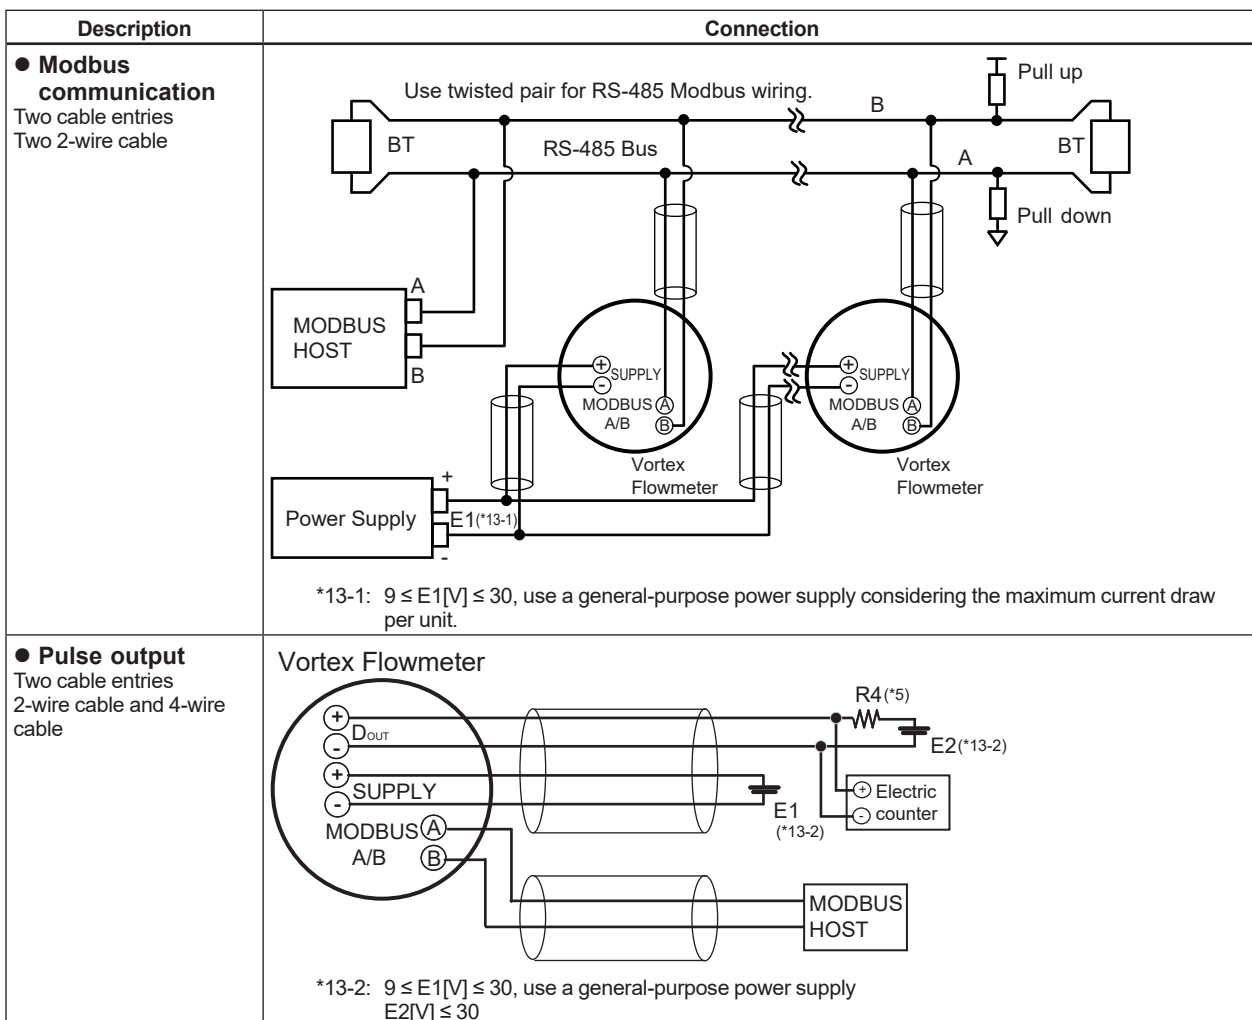 Description
Connection
● Modbus
communication
Two cable entries
Two 2-wire cable
Use twisted pair for RS-485 Modbus wiring.
B
Pull up
BT
RS-485 Bus
A
BT
Pull down
A
MODBUS
HOST
B
+
SUPPLY
-
MODBUS A
A/B B
Vortex
Flowmeter
+
SUPPLY
-
MODBUS A
A/B B
Vortex
Flowmeter
+
Power Supply
E1(*13-1)
-
*13-1: 9 ≤ E1[V] ≤ 30, use a general-purpose power supply considering the maximum current draw
per unit.
● Pulse output
Two cable entries
2-wire cable and 4-wire
cable
Vortex Flowmeter
+
DOUT
-
+
SUPPLY
-
MODBUS A
A/B B
R4(*5)
E2(*13-2)
E1
(*13-2)
+ Electric
- counter
MODBUS
HOST
*13-2: 9 ≤ E1[V] ≤ 30, use a general-purpose power supply
E2[V] ≤ 30